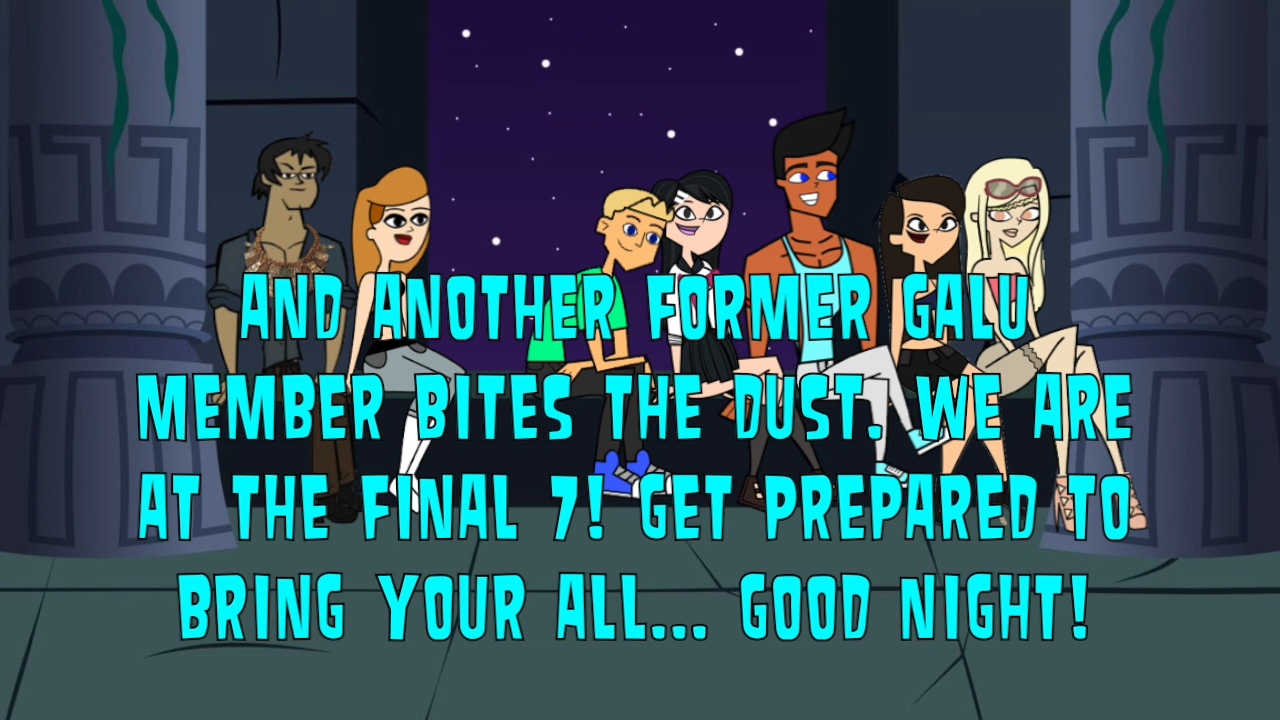 AND ANOTHER FORMER GALU
MEMBER BITES THE DUST. WE ARE
AT THE FINAL 7! GET PREPARED TO
BRING YOUR ALL... GOOD NIGHT!